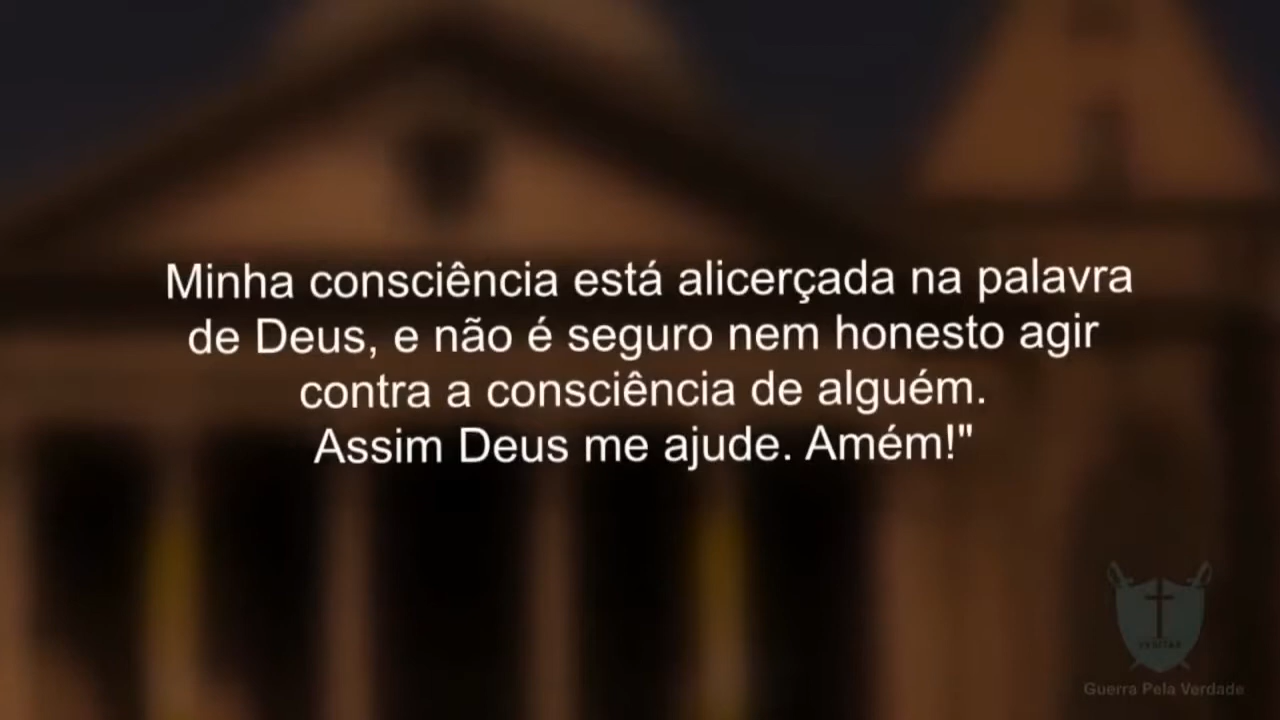 Minha consciência está alicerçada na palavra
de Deus, e não é seguro nem honesto agir
contra a consciência de alguém.
Assim Deus me ajude. Amém!"
VERITAS
Guerra Pela Verdade